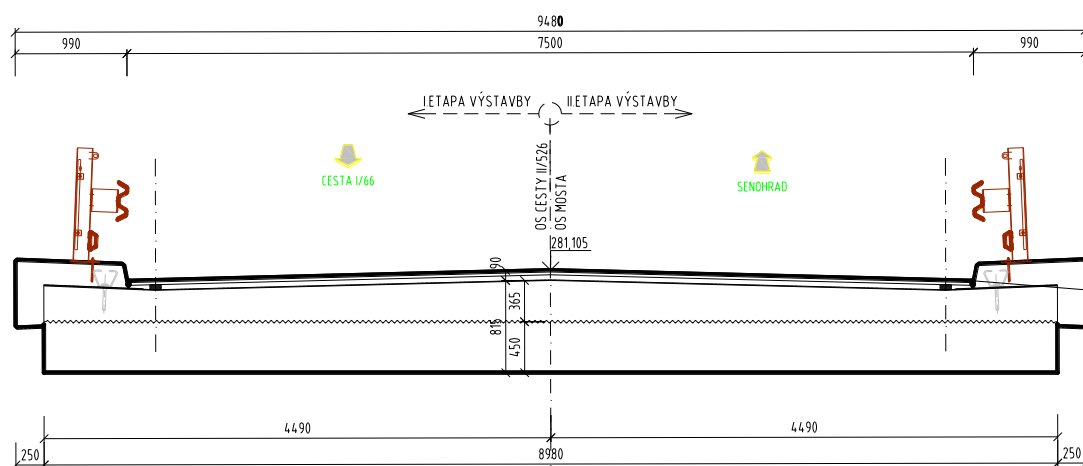 9480
990
7500
990
I.ETAPA VÝSTAVBY
II.ETAPA VÝSTAVBY
CESTA I/66
SENOHRAD
OS CESTY II/526
OS MOSTA
281,105
90
365
815
450
4490
4490
250
8980
250